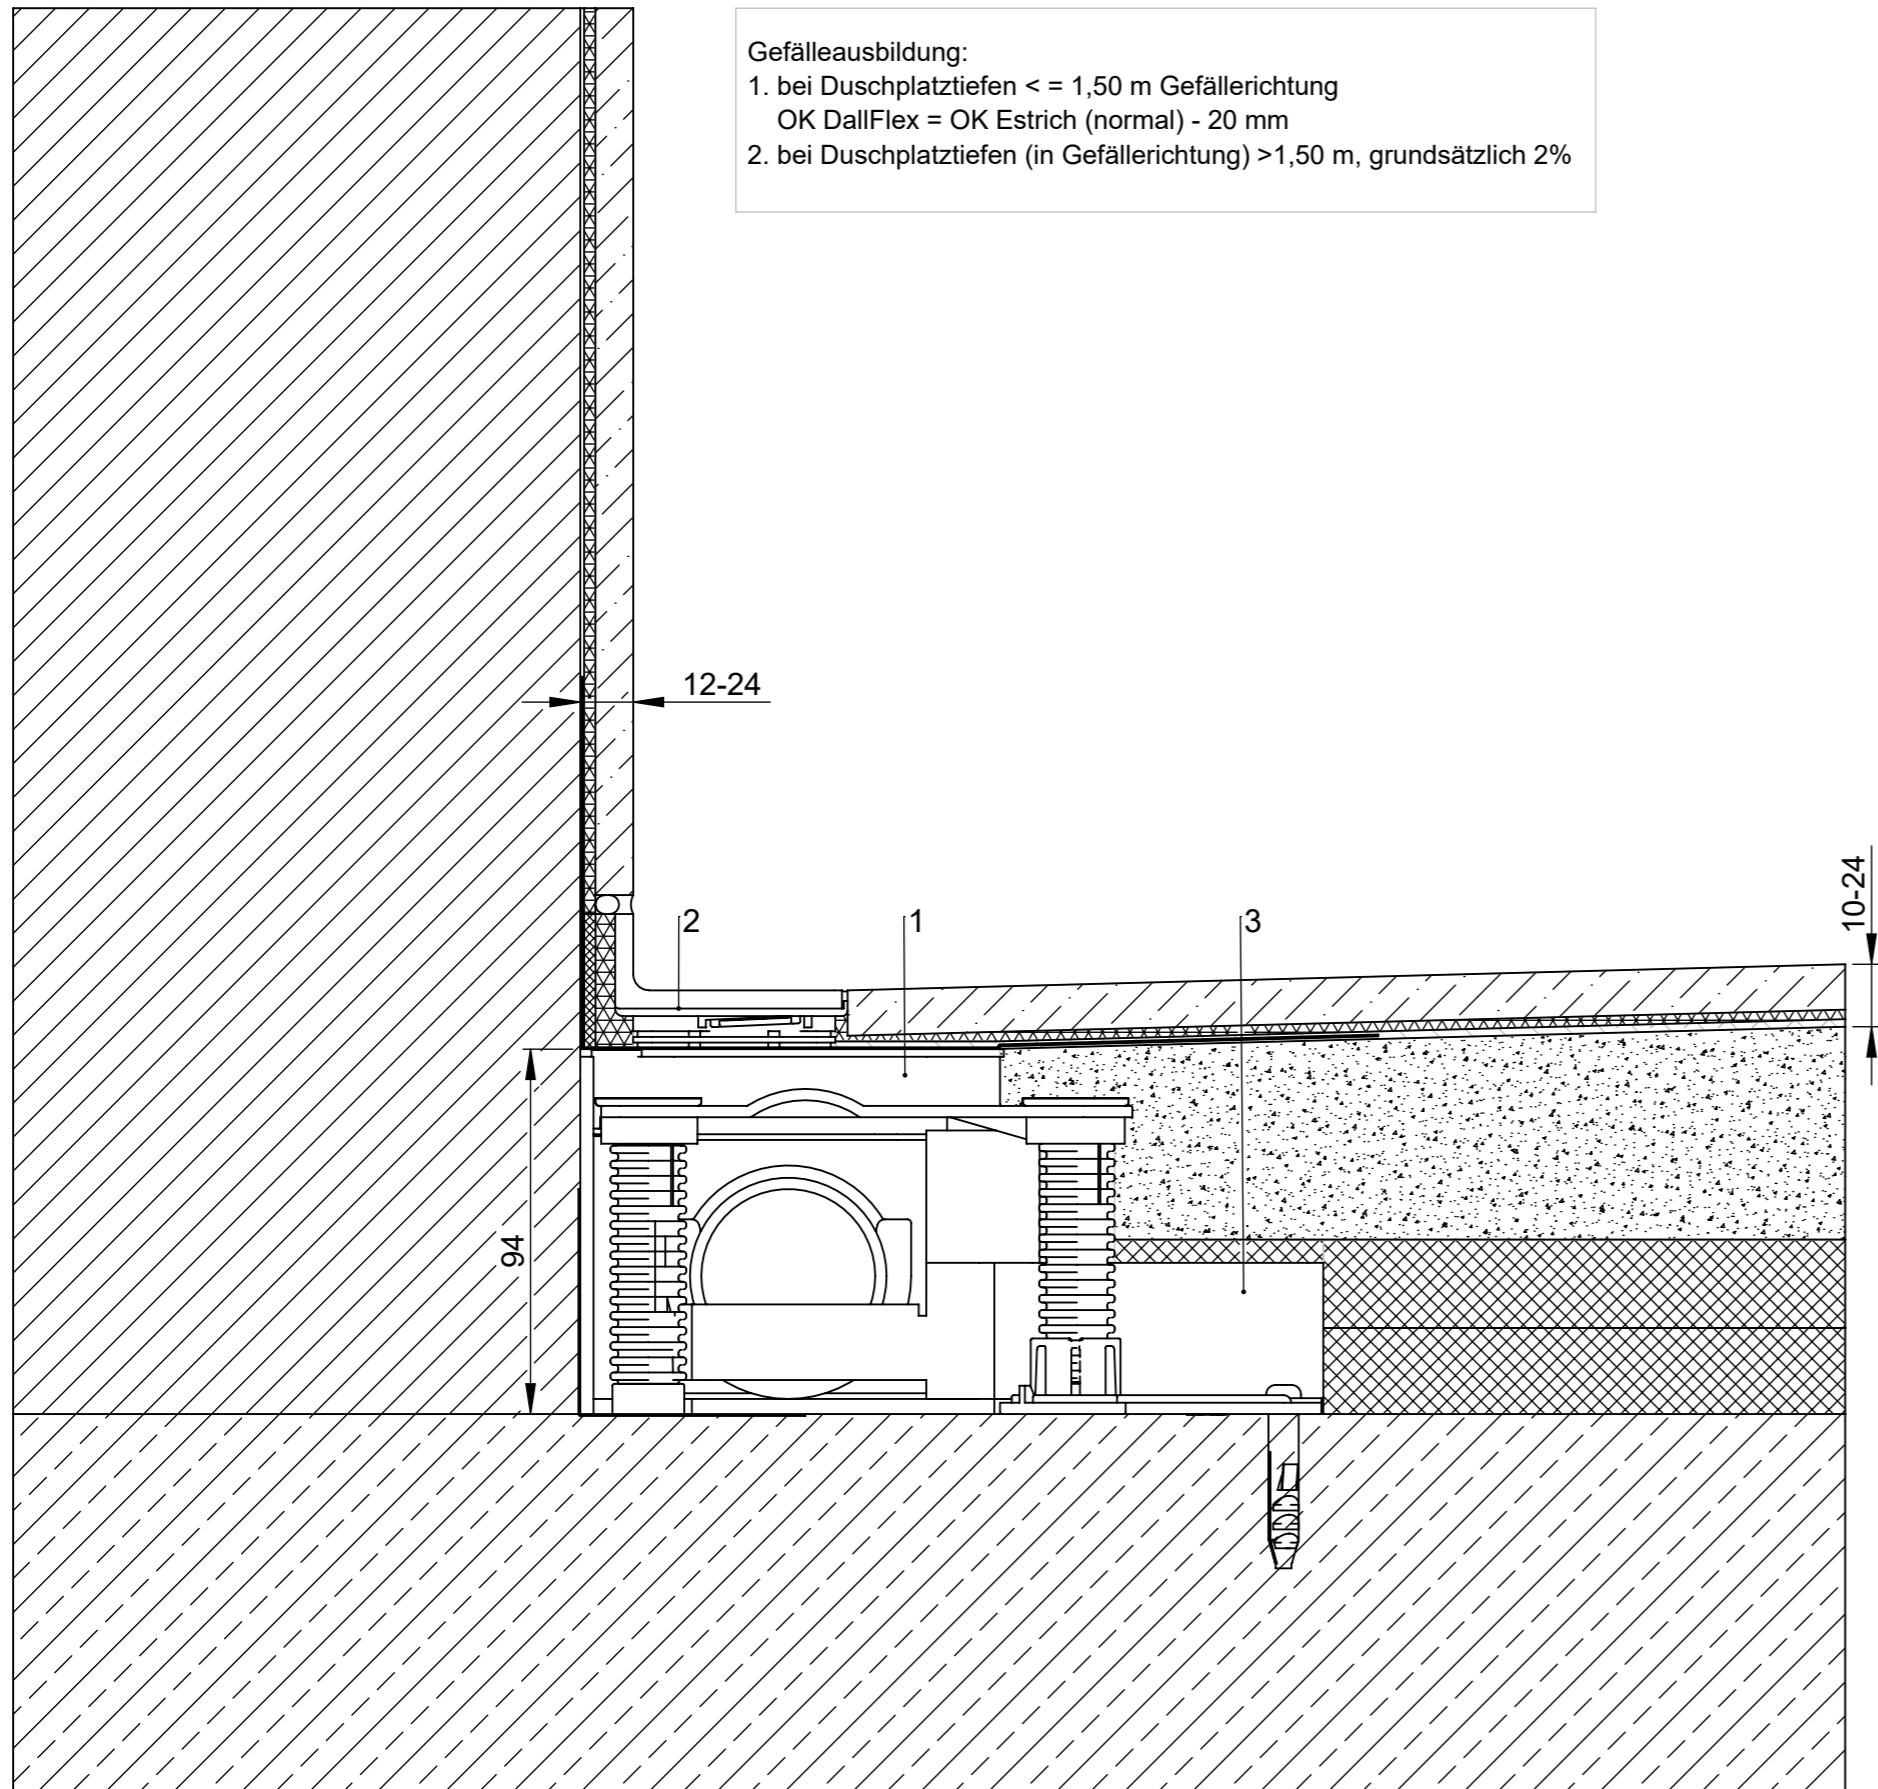 Gefälleausbildung:
1. bei Duschplatztiefen < = 1,50 m Gefällerichtung
OK DallFlex = OK Estrich (normal) - 20 mm
2. bei Duschplatztiefen (in Gefällerichtung) >1,50 m, grundsätzlich 2%
12-24
10-24
2
1
3
94